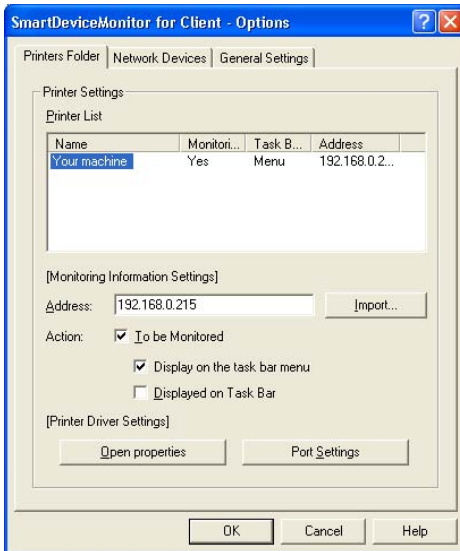 SmartDeviceMonitor for Client - Options
Printers Folder Network Devices General Settings
Printer Settings
Printer List
Name Monitori... Task B... Address
Your machine Yes Menu 192.168.0.2...
[Monitoring Information Settings]
Address: 192.168.0.215 Import...
Action: To be Monitored
Display on the task bar menu
Displayed on Task Bar
[Printer Driver Settings]
Open properties Port Settings
OK Cancel Help